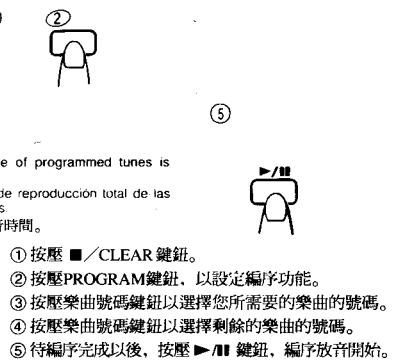 ②
⑤
e of programmed tunes is
de reproducción total de las
s.
時間。
►/II
①按壓 ■／CLEAR 鍵鈕。
②按壓PROGRAM鍵鈕，以設定編序功能。
③按壓樂曲號碼鍵鈕以選擇您所需要的樂曲的號碼。
④按壓樂曲號碼鍵鈕以選擇剩餘的樂曲的號碼。
⑤待編序完成以後，按壓 ►/II 鍵鈕，編序放音開始。